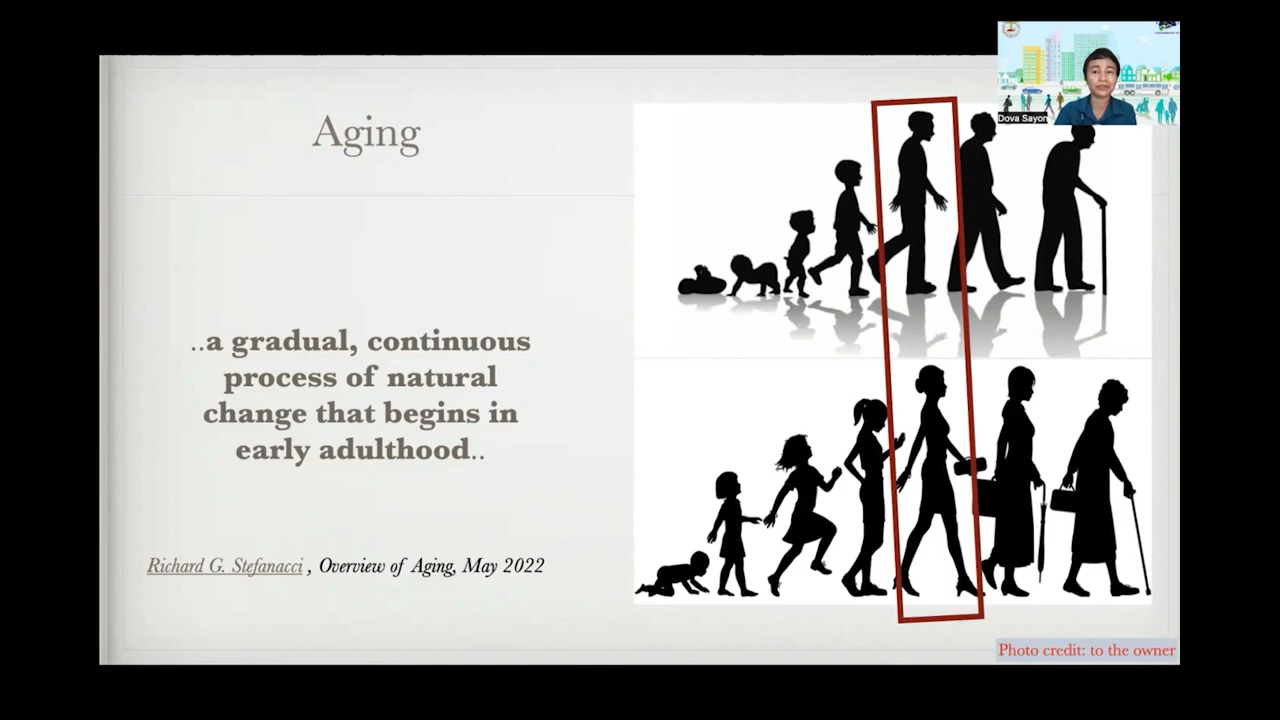 Aging
..a gradual, continuous
process of natural
change that begins in
early adulthood..
Richard G. Stefanacci , Overview of Aging, May 2022
Dova Sayon
Photo credit: to the owner